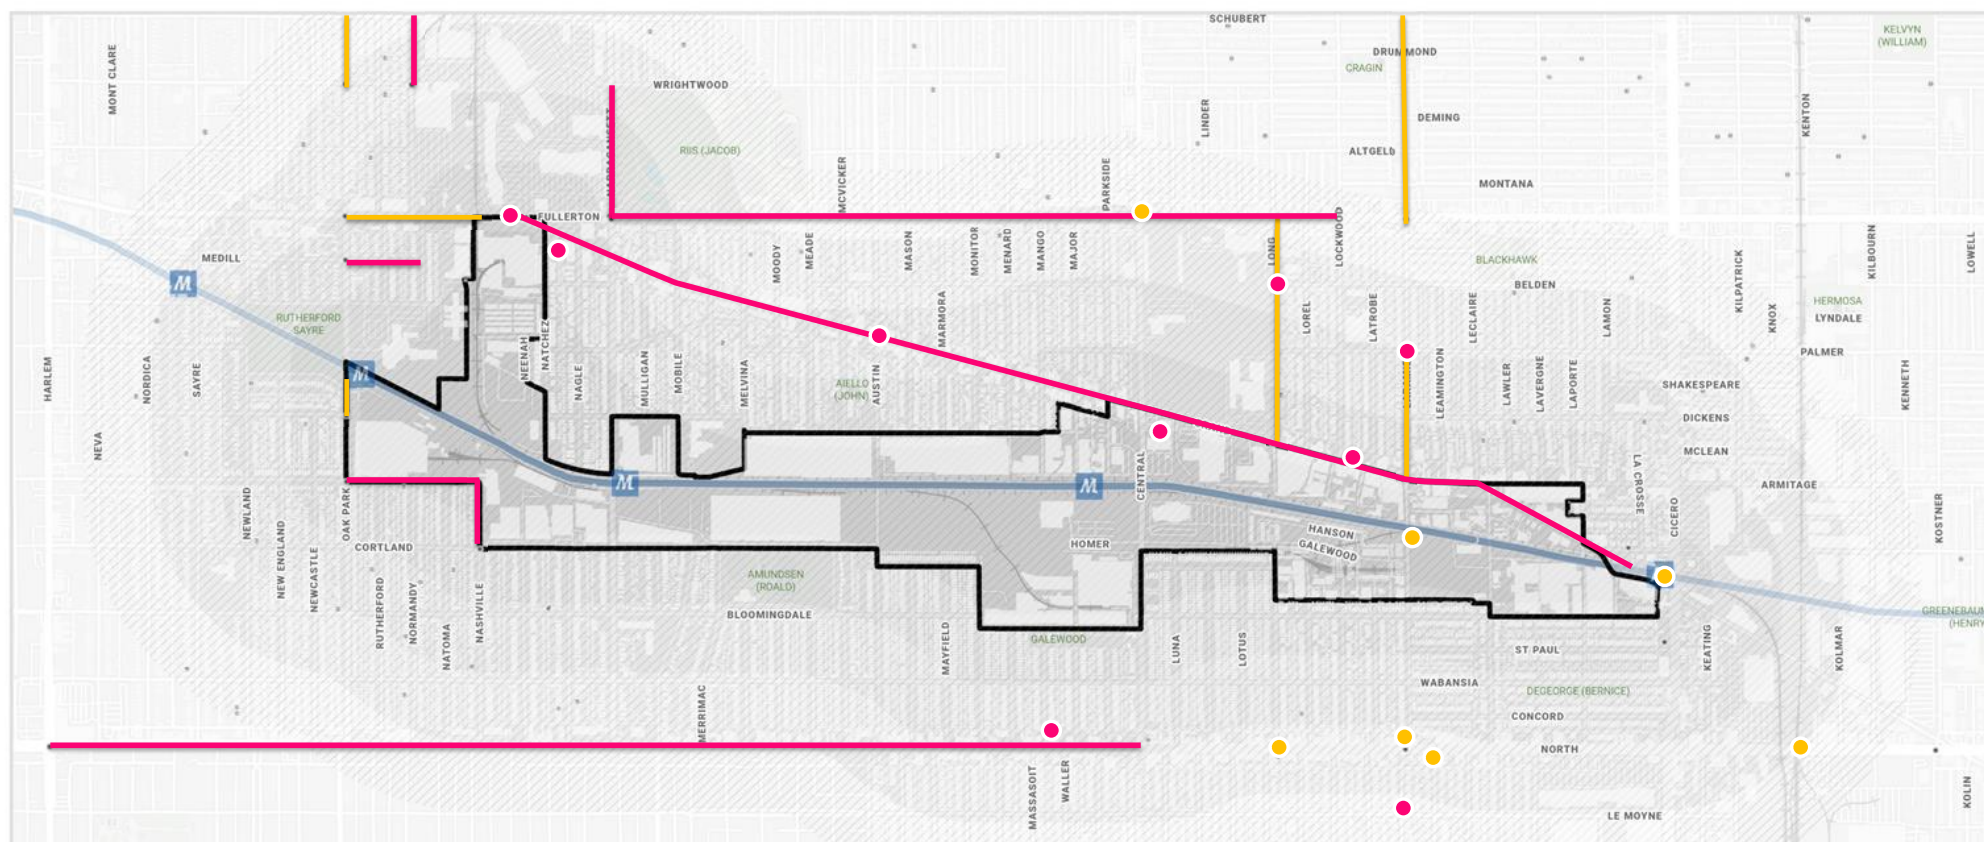 SCHUBERT
KELVYN
(WILLIAM)
DRUMMOND
CRAGIN
MONT CLARE
WRIGHTWOOD
LINDER
DEMING
KENTON
RIIS (JACOB)
ALTGELD
MCVICKER
PARKSIDE
MONTANA
FULLERTON
MEDILL
MOODY
MEADE
MASON
MONITOR
MENARD
MANGO
MAJOR
LONG
LOCKWOOD
BLACKHAWK
KILPATRICK
KILBOURN
LOWELL
M
BELDEN
RUTHERFORD
SAYRE
MARMORA
LOREL
LATROBE
LECLAIRE
LAMON
KNOX
HERMOSA
LYNDALE
HARLEM
NORDICA
SAYRE
M
NEENAH
NATCHEZ
NAGLE
MULLIGAN
MOBILE
MELVINA
AIELLO
(JOHN)
AUSTIN
LEAMINGTON
LAWLER
LAVERGNE
LAPORTE
PALMER
SHAKESPEARE
KENNETH
DICKENS
NEVA
MCLEAN
M
M
CENTRAL
LA CROSSE
ARMITAGE
NEWLAND
OAK PARK
CICERO
KOSTNER
NEW ENGLAND
NEWCASTLE
CORTLAND
HOMER
HANSON
GALEWOOD
RUTHERFORD
NORMANDY
NATOMA
NASHVILLE
AMUNDSEN
(ROALD)
BLOOMINGDALE
MAYFIELD
GALEWOOD
LUNA
LOTUS
ST PAUL
KEATING
KOLMAR
GREENEBAUM
(HENRY
WABANSIA
DEGEORGE (BERNICE)
MERRIMAC
CONCORD
NORTH
MASSASOIT
WALLER
LE MOYNE
KOLIN